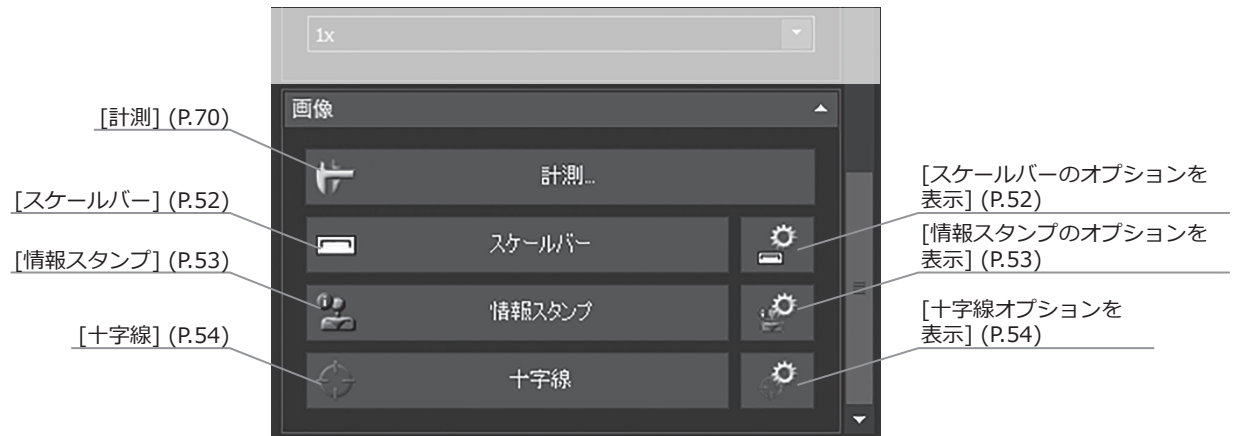 1x
画像
[計測] (P.70)
計測...
[スケールバー] (P.52)
スケールバー
[スケールバーのオプションを
表示] (P.52)
[情報スタンプ] (P.53)
情報スタンプ
[情報スタンプのオプションを
表示] (P.53)
[十字線] (P.54)
十字線
[十字線オプションを
表示] (P.54)